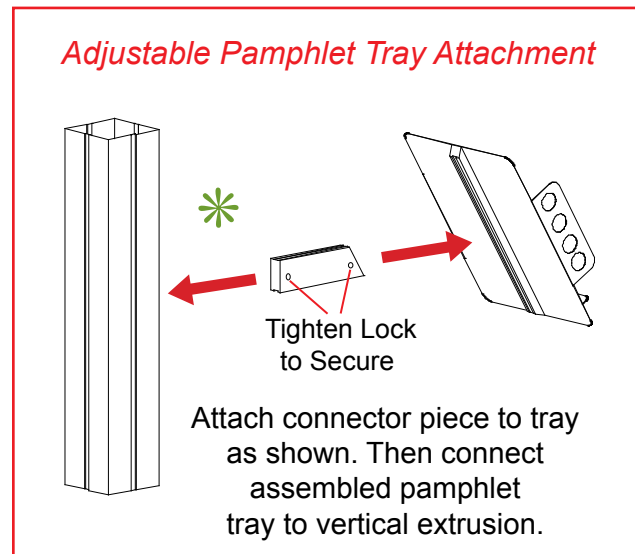 Adjustable Pamphlet Tray Attachment
Tighten Lock
to Secure
Attach connector piece to tray
as shown. Then connect
assembled pamphlet
tray to vertical extrusion.